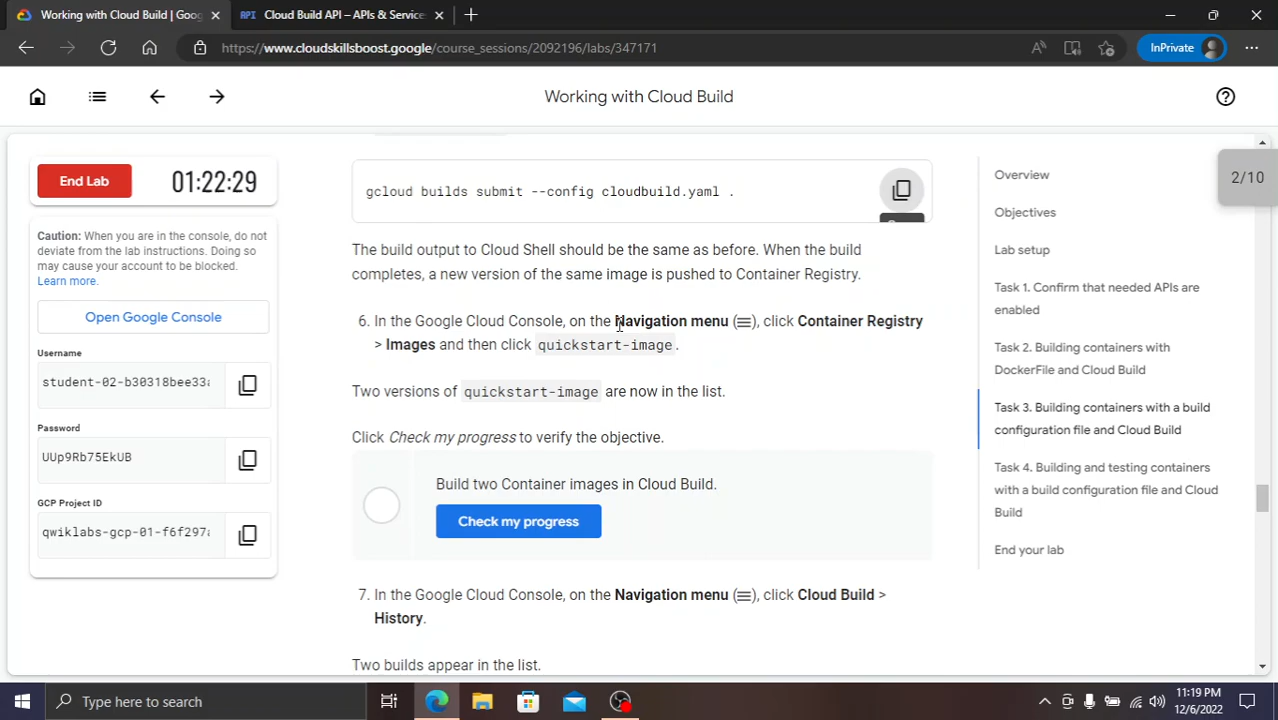 Working with Cloud Build | Goog
API Cloud Build API – APIs & Service
https://www.cloudskillsboost.google/course_sessions/2092196/labs/347171
InPrivate
Working with Cloud Build
End Lab
01:22:29
Caution: When you are in the console, do not
deviate from the lab instructions. Doing so
may cause your account to be blocked.
Learn more.
Open Google Console
Username
student-02-b30318bee33
Password
UUp9Rb75EkUB
GCP Project ID
qwiklabs-gcp-01-f6f297
gcloud builds submit --config cloudbuild.yaml .
The build output to Cloud Shell should be the same as before. When the build
completes, a new version of the same image is pushed to Container Registry.
6. In the Google Cloud Console, on the Navigation menu (≡), click Container Registry
> Images and then click quickstart-image.
Two versions of quickstart-image are now in the list.
Click Check my progress to verify the objective.
Build two Container images in Cloud Build.
Check my progress
7. In the Google Cloud Console, on the Navigation menu (≡), click Cloud Build >
History.
Two builds appear in the list.
Overview
Objectives
Lab setup
Task 1. Confirm that needed APIs are
enabled
Task 2. Building containers with
DockerFile and Cloud Build
Task 3. Building containers with a build
configuration file and Cloud Build
Task 4. Building and testing containers
with a build configuration file and Cloud
Build
End your lab
2/10
Type here to search
11:19 PM
12/6/2022